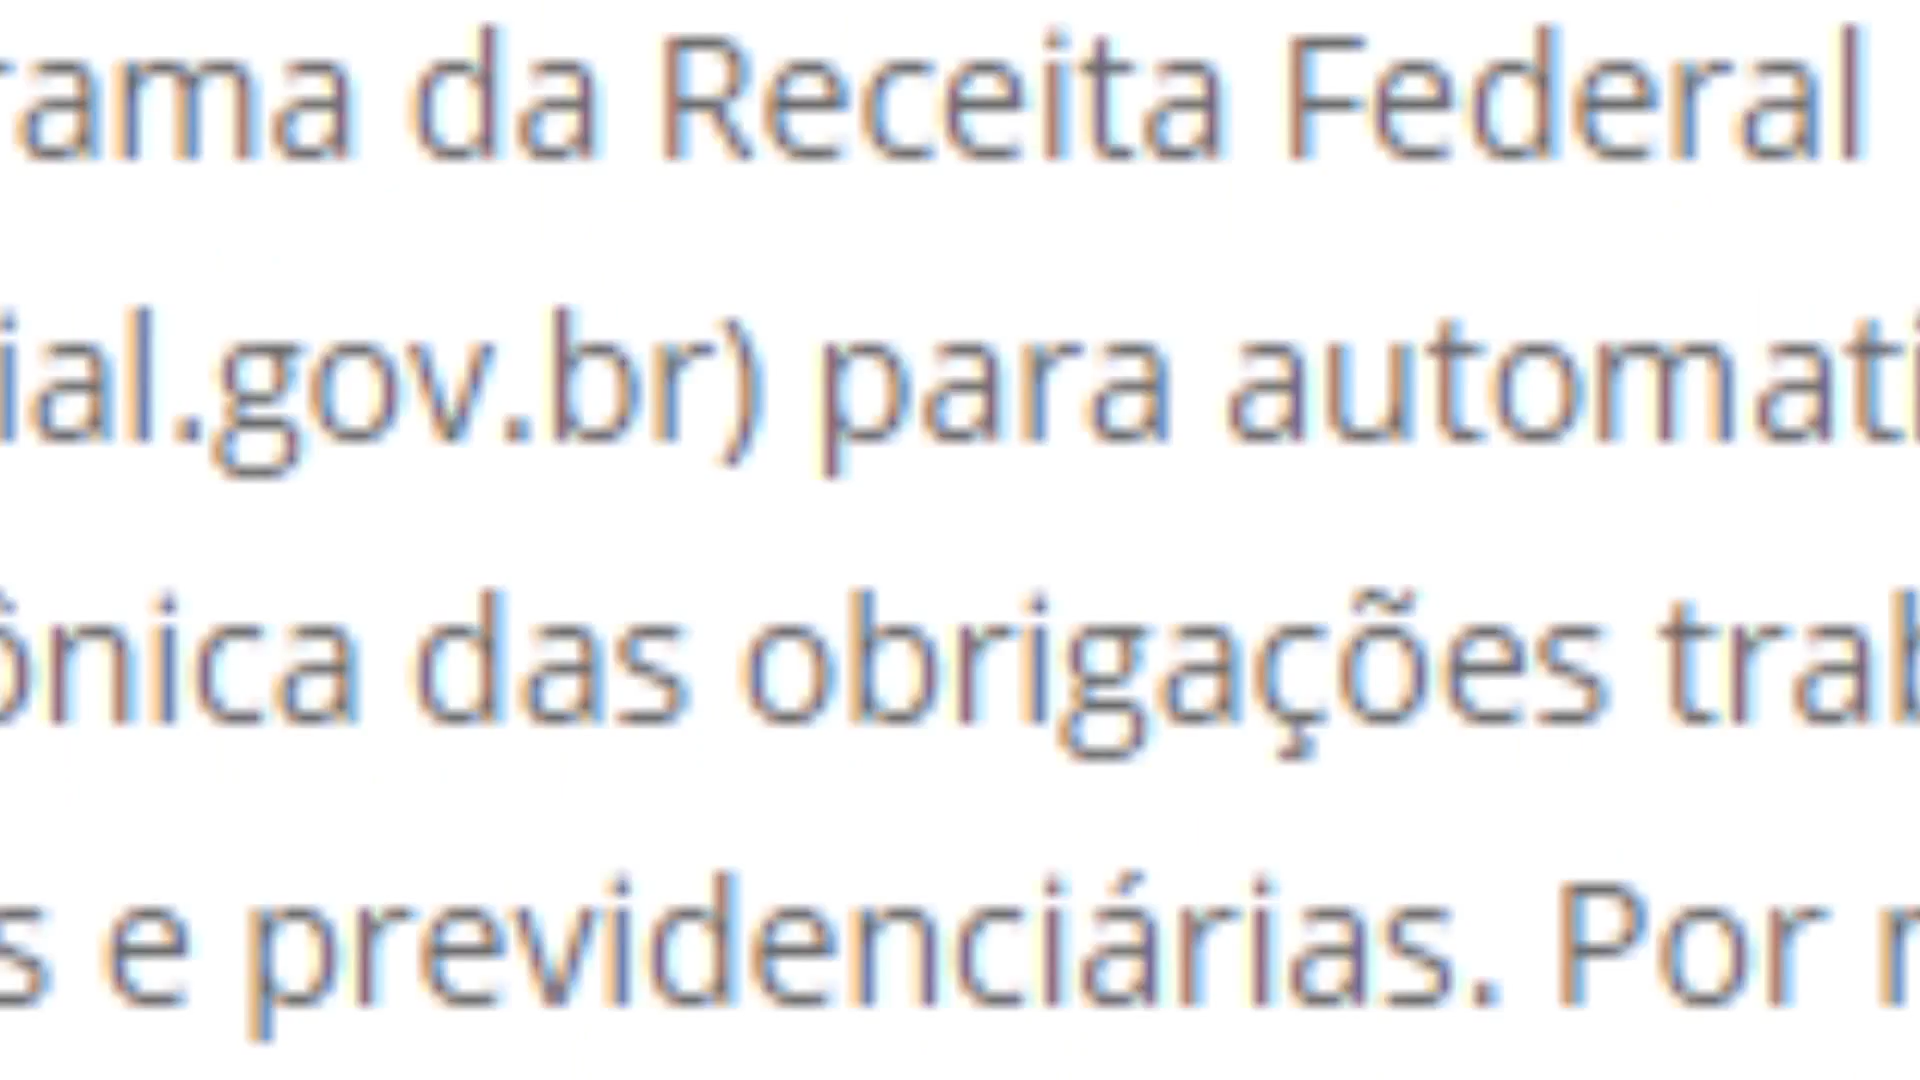 rama da Receita Federal
ial.gov.br) para automati
ônica das obrigações trab
s e previdenciárias. Por